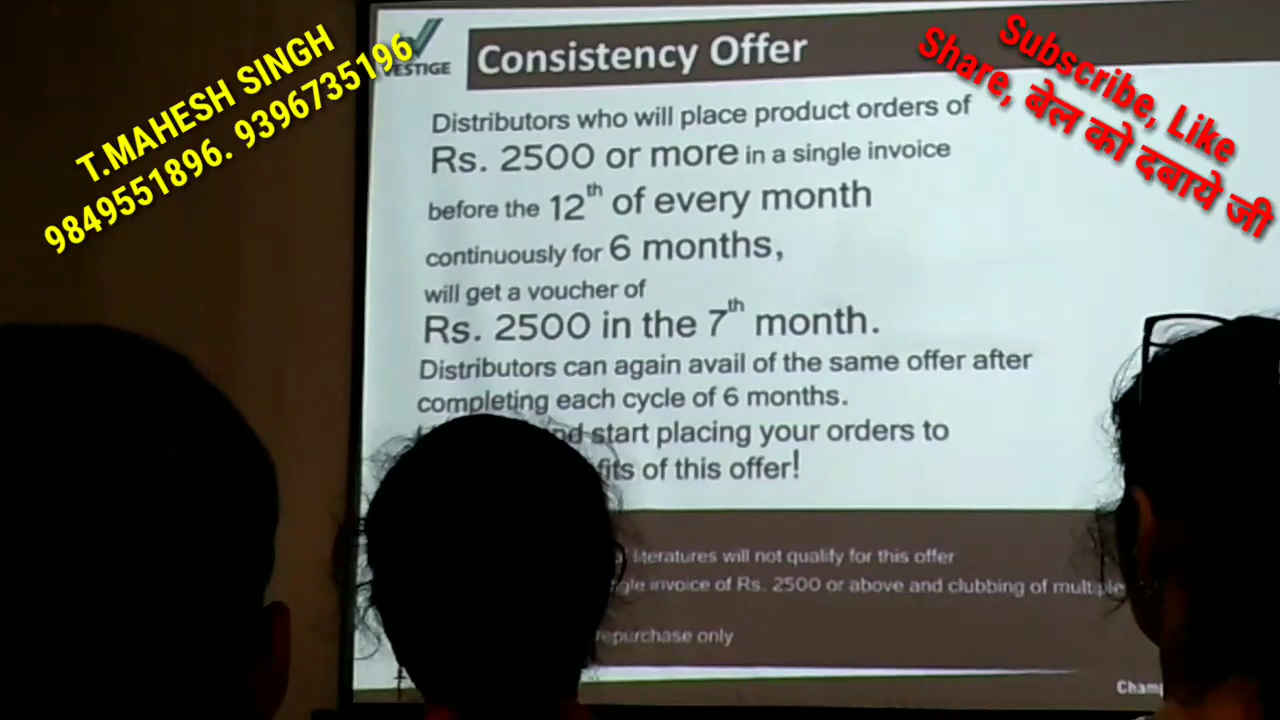 T.MAHESH SINGH
9849551896. 9396735196
VESTIGE
Consistency Offer
Subscribe, Like
Share, बेल को दबाये जी
Distributors who will place product orders of
Rs. 2500 or more in a single invoice
before the 12th of every month
continuously for 6 months,
will get a voucher of
Rs. 2500 in the 7th month.
Distributors can again avail of the same offer after
completing each cycle of 6 months.
start placing your orders to
of this offer!
literatures will not qualify for this offer
invoice of Rs. 2500 or above and clubbing of multiple
repurchase only